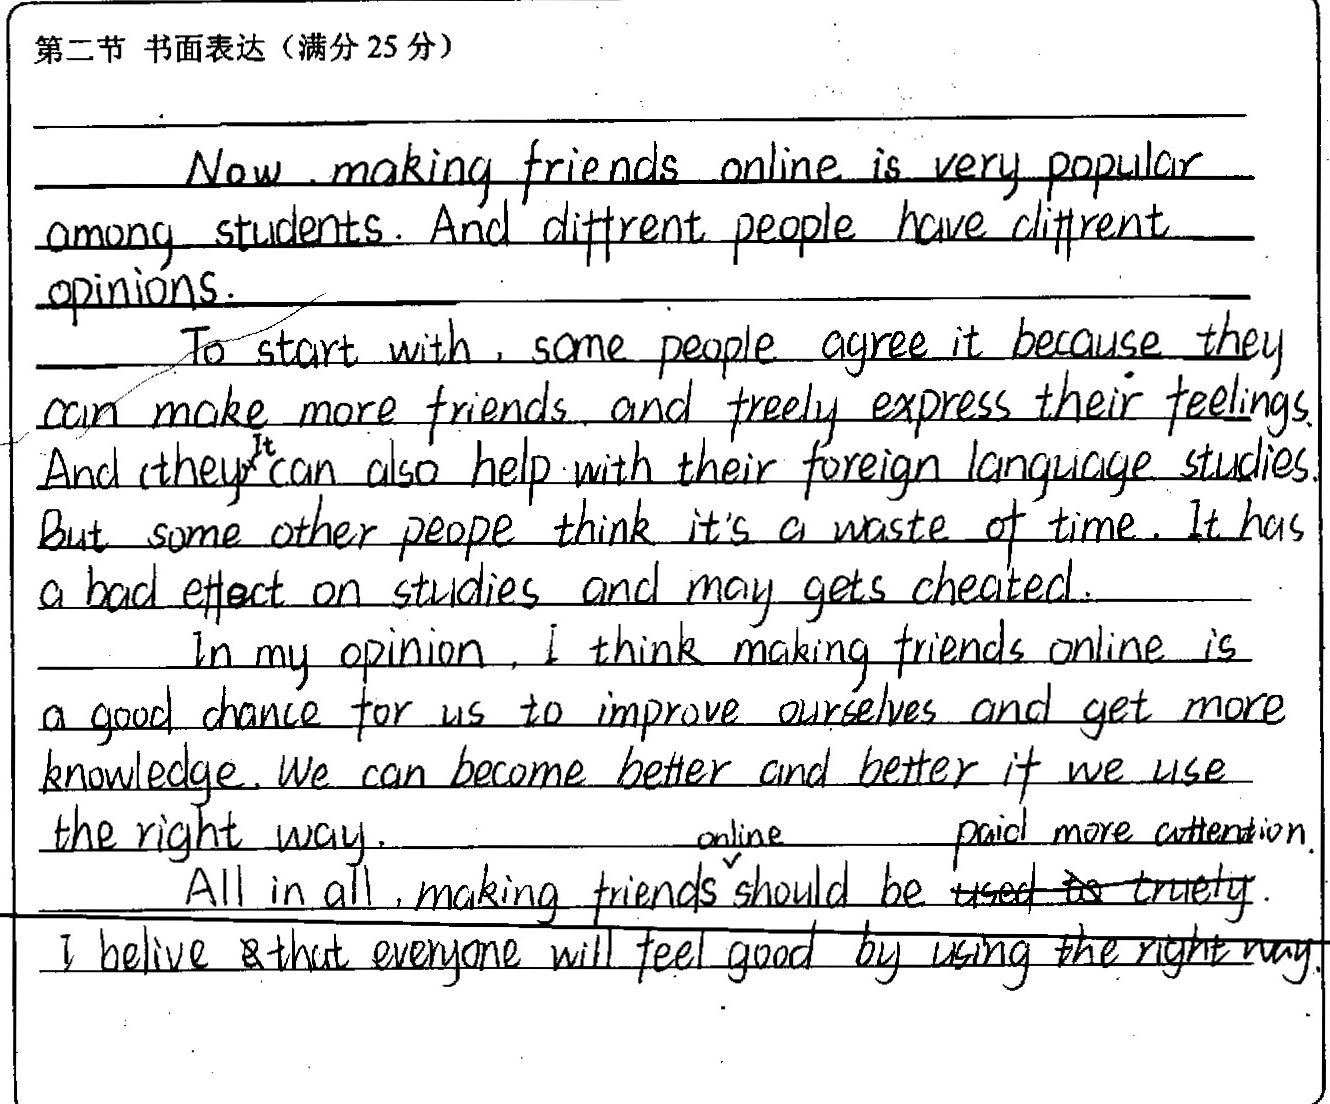 第二节 书面表达（满分 25 分）
Now, making friends online is very popular
among students. And diffrent people have diffrent
opinions.
To start with, some people agree it because they
can make more friends and freely express their feelings.
And (they It can also help with their foreign language studies.
But some other peope think it's a waste of time. It has
a bad effect on studies and may gets cheated.
In my opinion, I think making friends online is
a good chance for us to improve ourselves and get more
knowledge. We can become better and better if we use
the right way.
All in all, making friends online should be paid more attention.
I belive that everyone will feel good by using the right way.